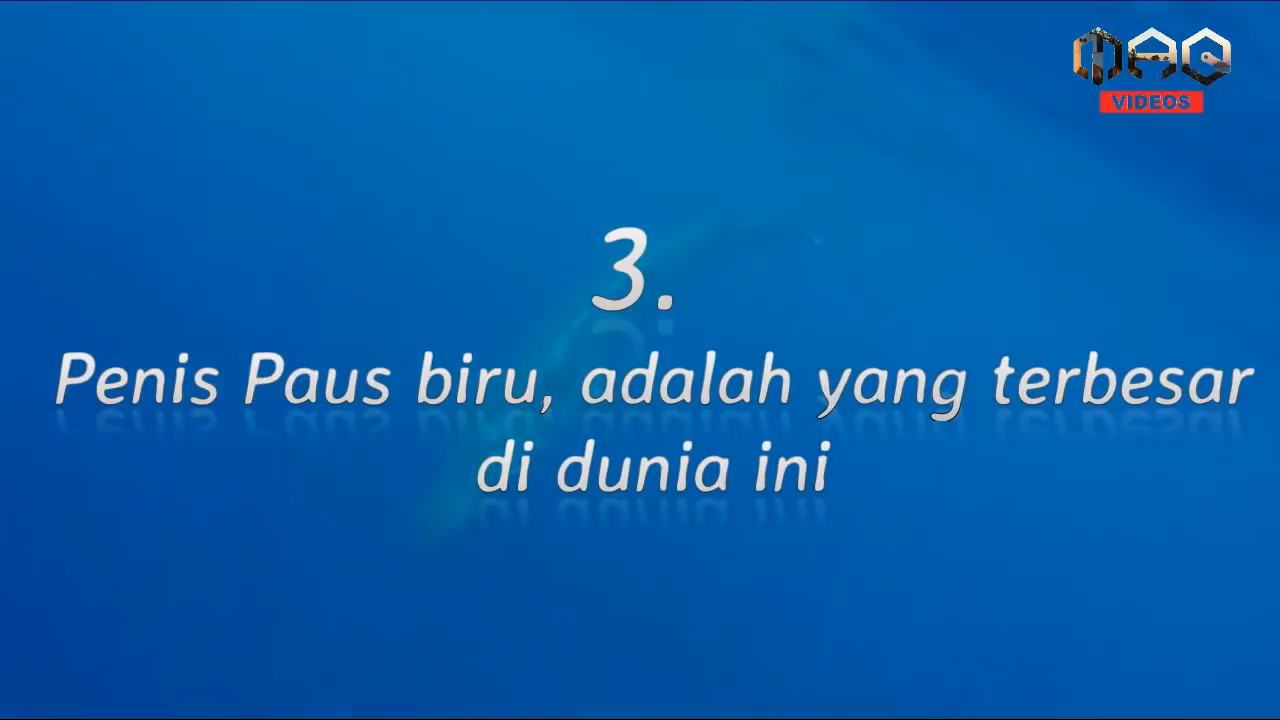 MAQ
VIDEOS
3.
Penis Paus biru, adalah yang terbesar
di dunia ini